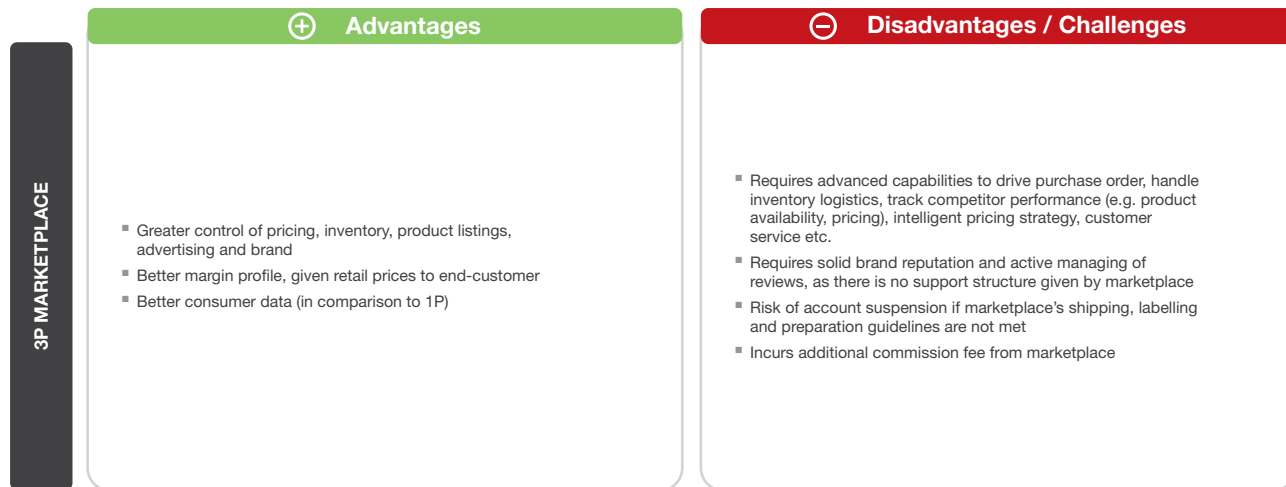 Advantages
Disadvantages / Challenges
3P MARKETPLACE
▪ Greater control of pricing, inventory, product listings,
advertising and brand
▪ Better margin profile, given retail prices to end-customer
▪ Better consumer data (in comparison to 1P)
▪ Requires advanced capabilities to drive purchase order, handle
inventory logistics, track competitor performance (e.g. product
availability, pricing), intelligent pricing strategy, customer
service etc.
▪ Requires solid brand reputation and active managing of
reviews, as there is no support structure given by marketplace
▪ Risk of account suspension if marketplace's shipping, labelling
and preparation guidelines are not met
▪ Incurs additional commission fee from marketplace